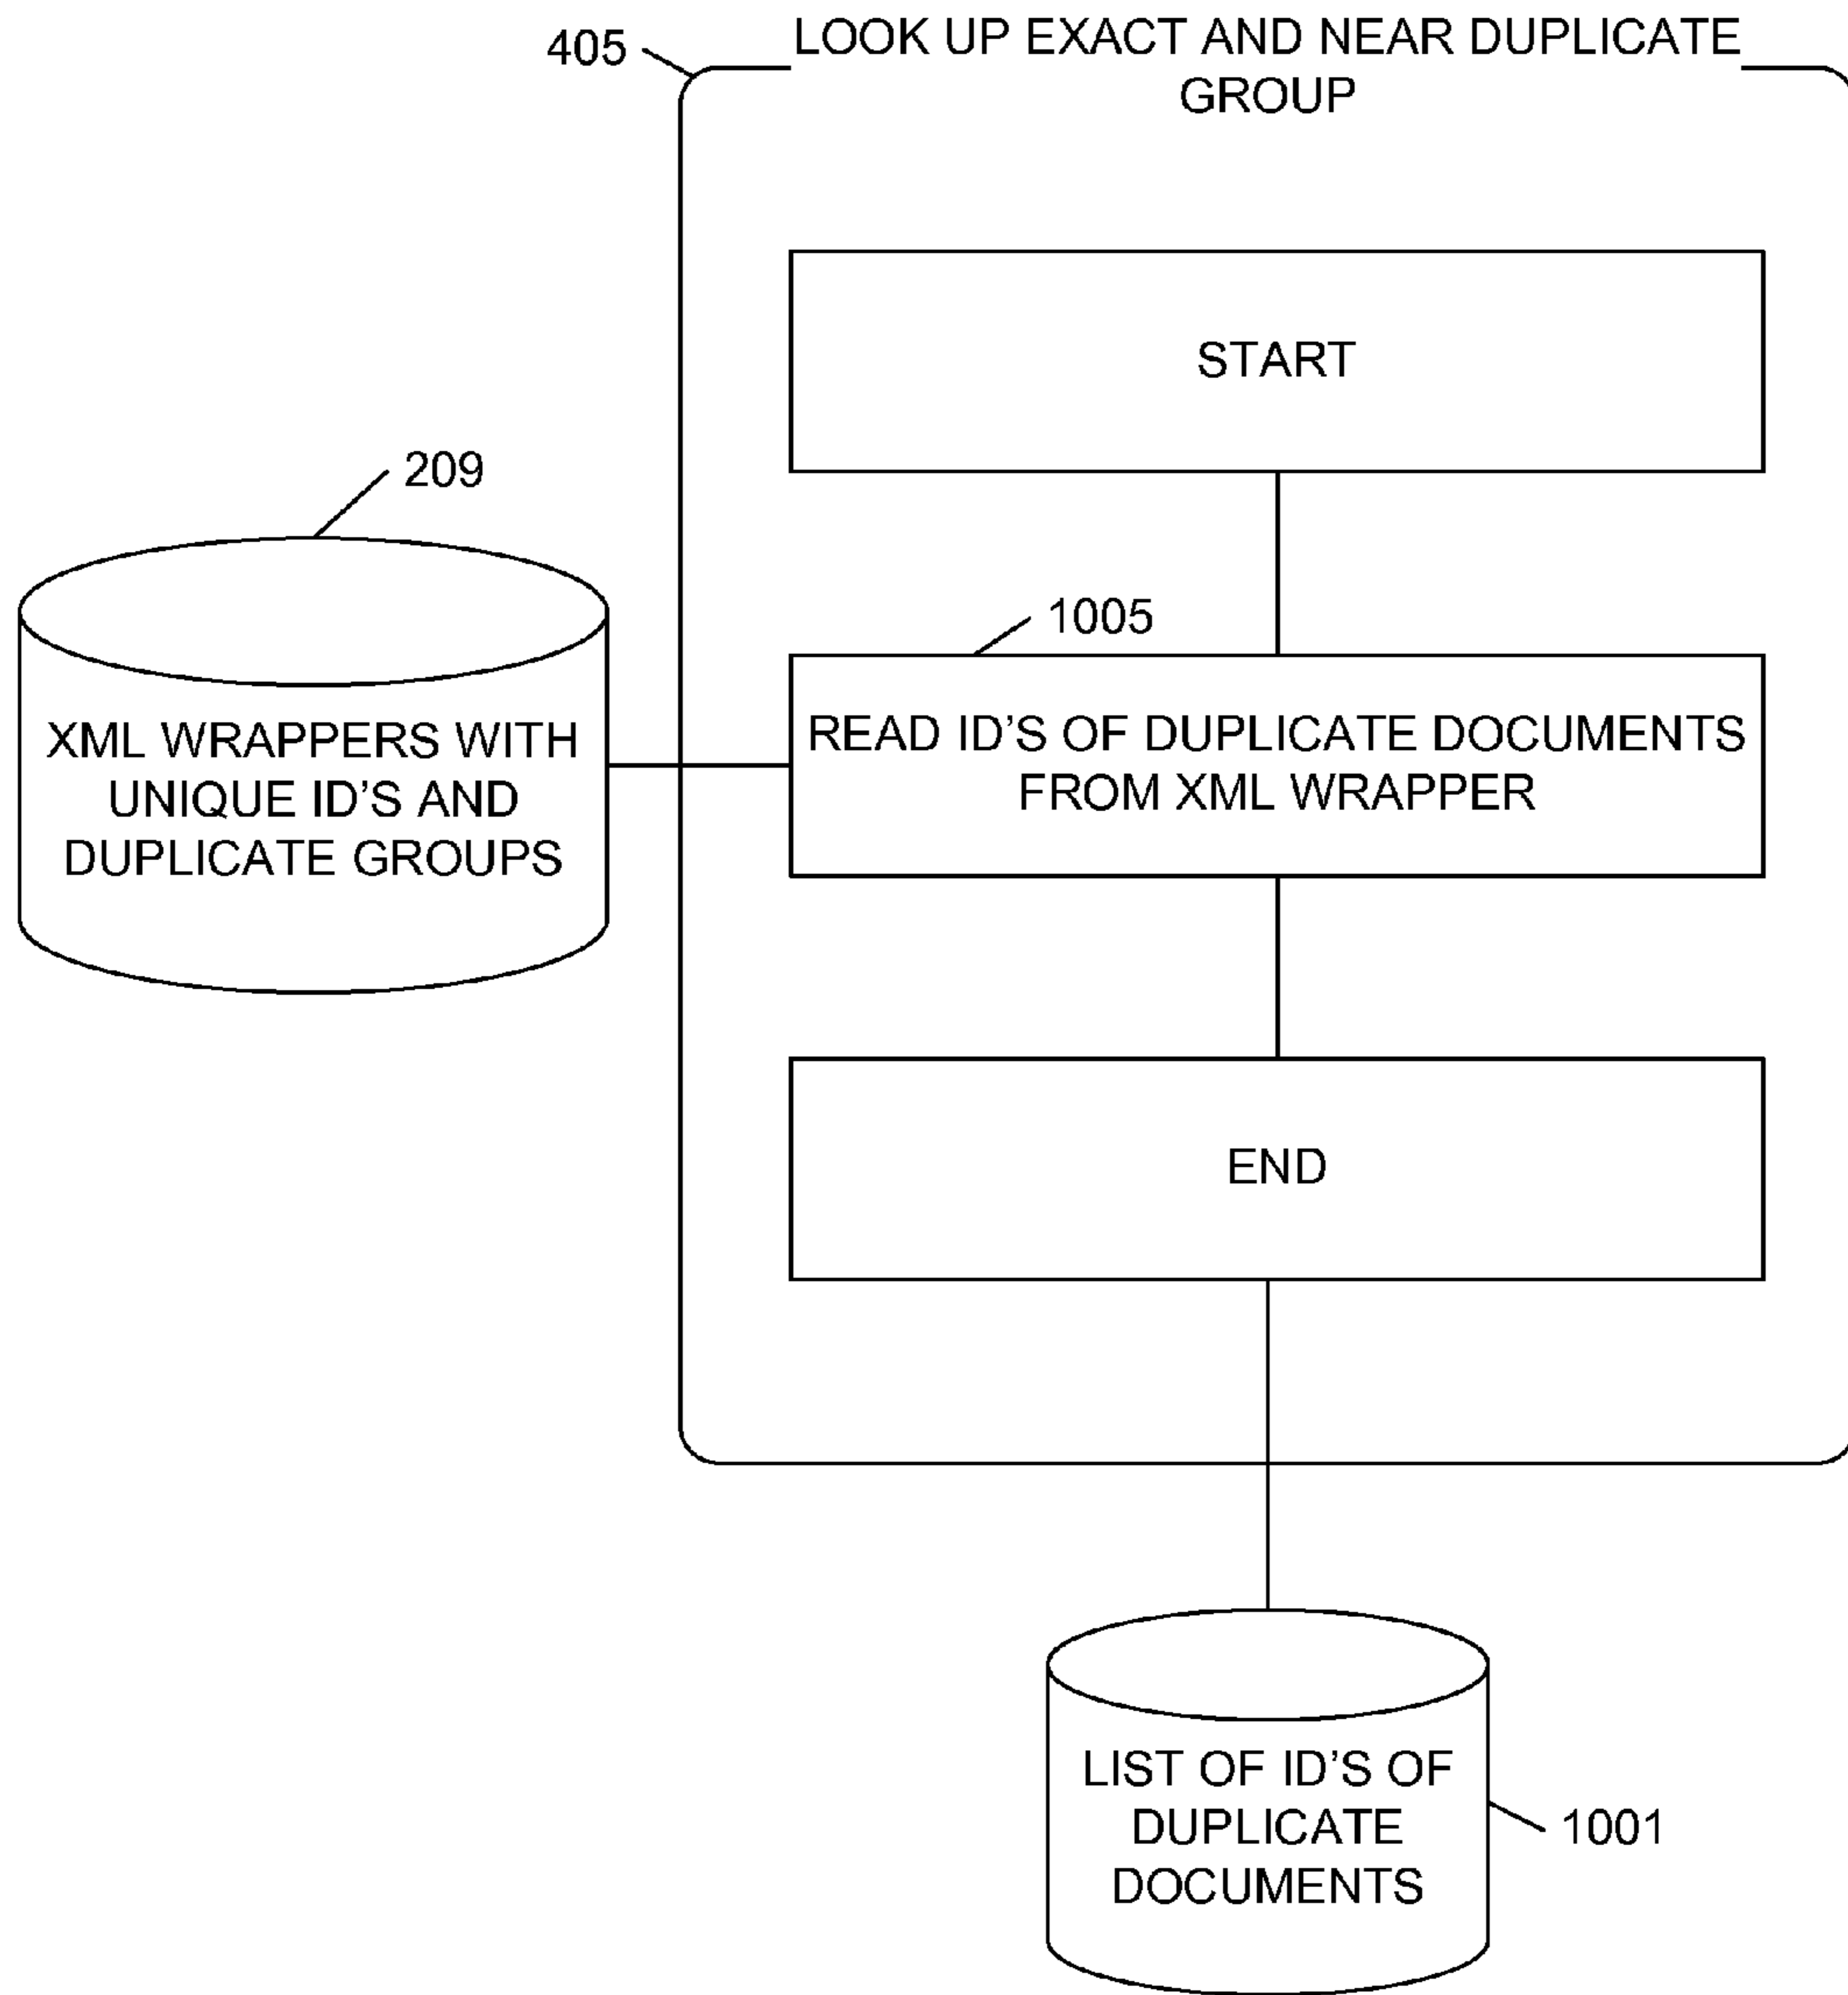 405
LOOK UP EXACT AND NEAR DUPLICATE
GROUP
START
209
1005
XML WRAPPERS WITH
UNIQUE ID'S AND
DUPLICATE GROUPS
READ ID'S OF DUPLICATE DOCUMENTS
FROM XML WRAPPER
END
LIST OF ID'S OF
DUPLICATE
DOCUMENTS
1001